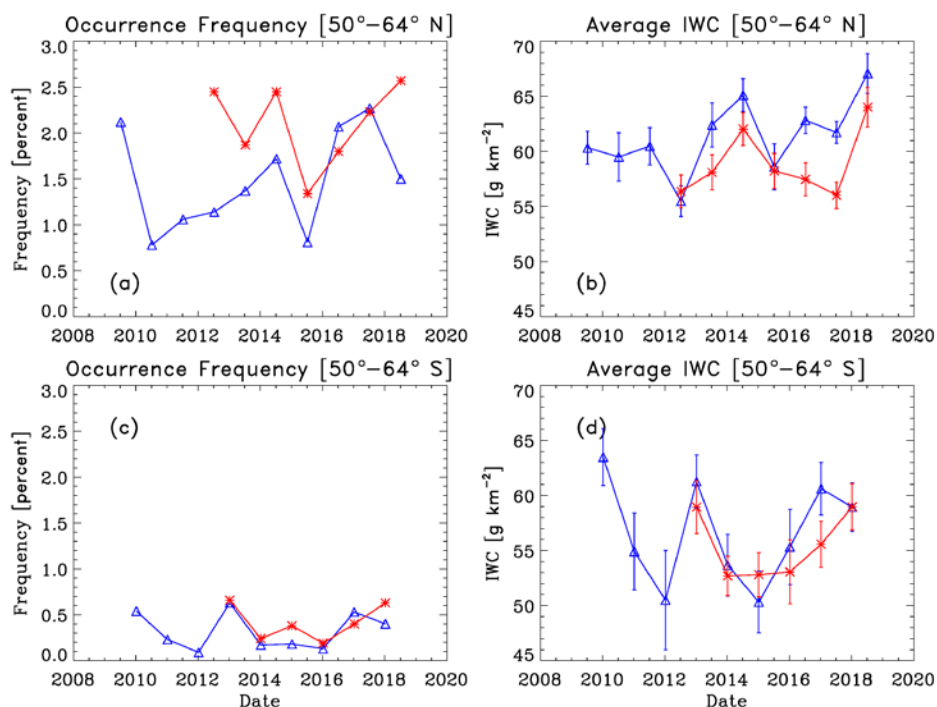 Occurrence Frequency [50°−64° N]
Average IWC [50°−64° N]
3.0
2.5
2.0
1.5
1.0
0.5
0.0
Frequency [percent]
(a)
2008 2010 2012 2014 2016 2018 2020
70
65
60
55
50
45
IWC [g km⁻²]
(b)
2008 2010 2012 2014 2016 2018 2020
Occurrence Frequency [50°−64° S]
Average IWC [50°−64° S]
3.0
2.5
2.0
1.5
1.0
0.5
0.0
Frequency [percent]
(c)
2008 2010 2012 2014 2016 2018 2020
Date
70
65
60
55
50
45
IWC [g km⁻²]
(d)
2008 2010 2012 2014 2016 2018 2020
Date